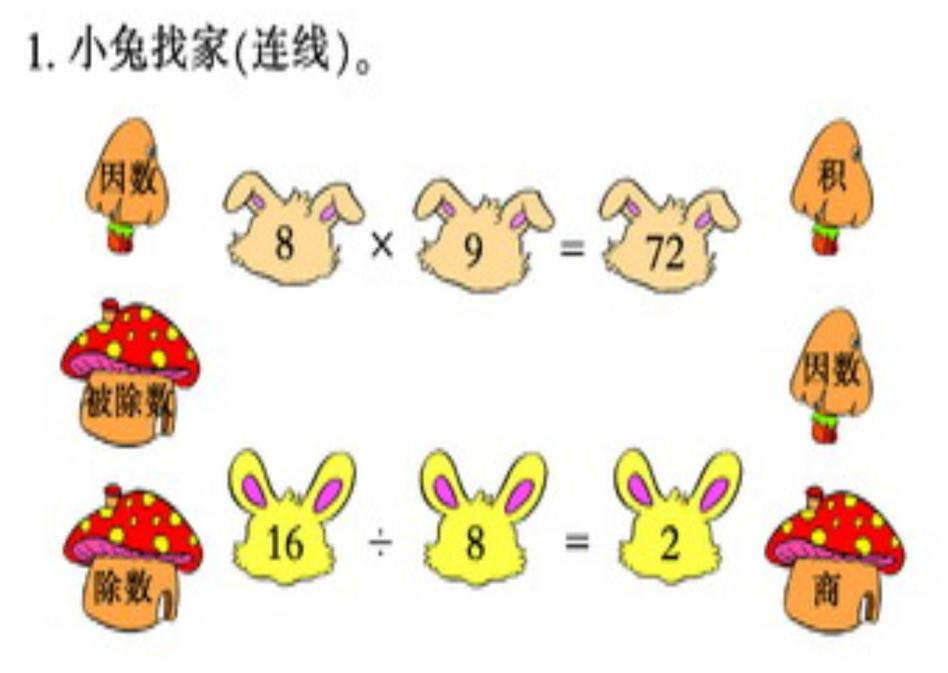 1. 小兔找家(连线)。
因数
积
8 × 9 = 72
被除数
因数
16 ÷ 8 = 2
除数
商